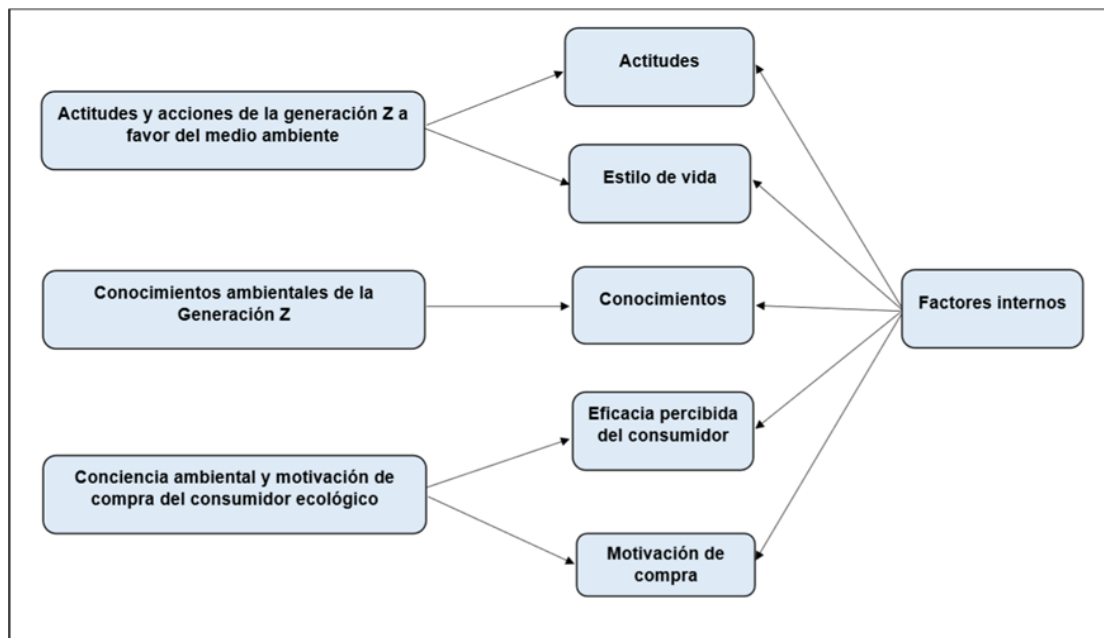 Actitudes y acciones de la generación Z a
favor del medio ambiente
Conocimientos ambientales de la
Generación Z
Conciencia ambiental y motivación de
compra del consumidor ecológico
Actitudes
Estilo de vida
Conocimientos
Eficacia percibida
del consumidor
Motivación de
compra
Factores internos